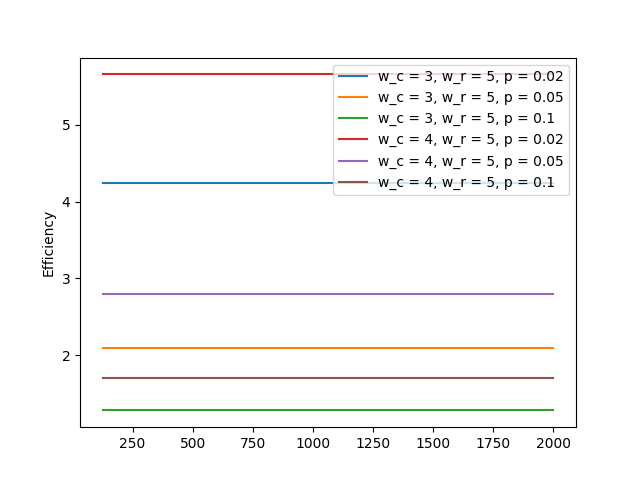 w_c = 3, w_r = 5, p = 0.02
w_c = 3, w_r = 5, p = 0.05
w_c = 3, w_r = 5, p = 0.1
w_c = 4, w_r = 5, p = 0.02
w_c = 4, w_r = 5, p = 0.05
w_c = 4, w_r = 5, p = 0.1
Efficiency
5
4
3
2
250 500 750 1000 1250 1500 1750 2000